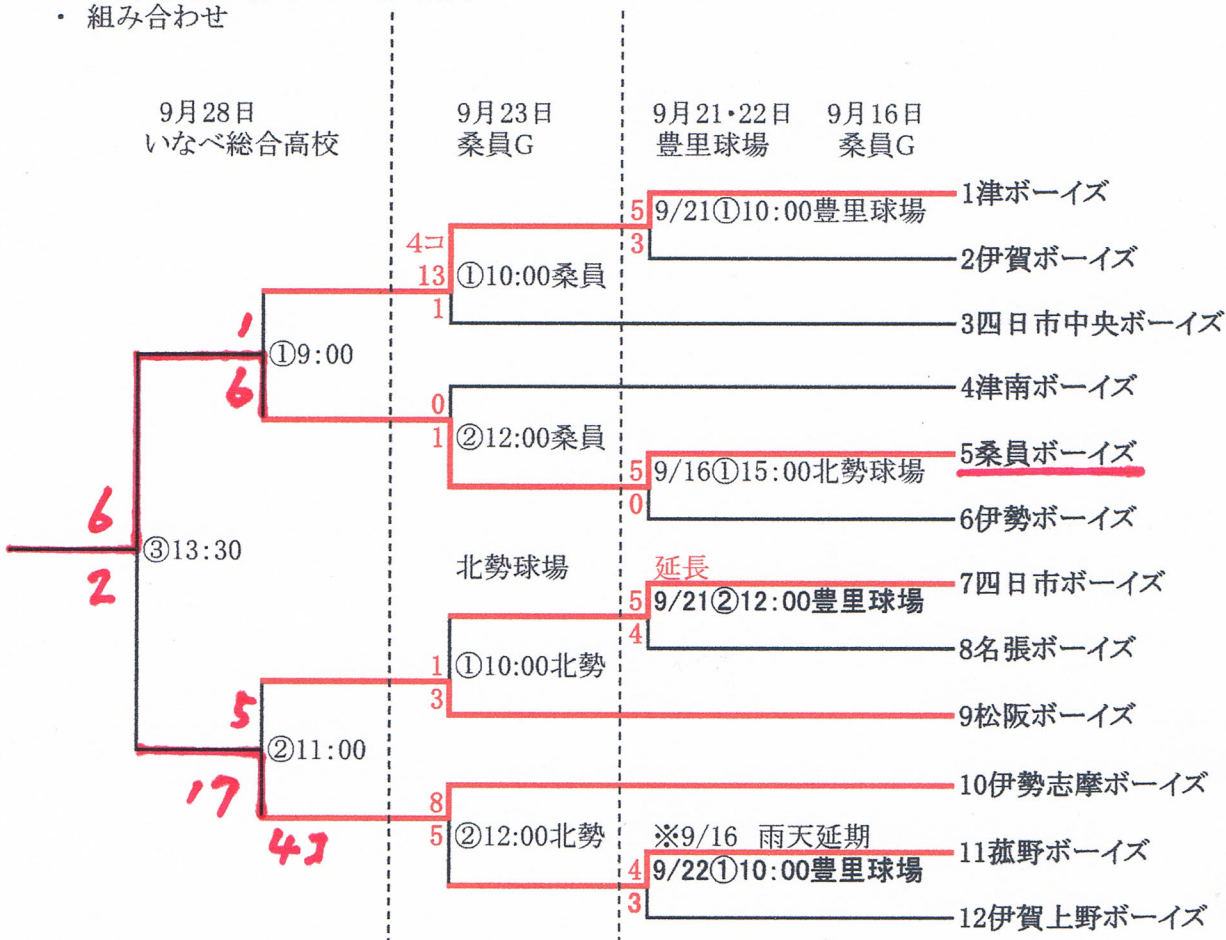 ・ 組み合わせ
9月28日
いなべ総合高校
9月23日
桑員G
9月21・22日
豊里球場
9月16日
桑員G
1津ボーイズ
5 9/21①10:00豊里球場
3
2伊賀ボーイズ
4コ
13 ①10:00桑員
1
3四日市中央ボーイズ
1
①9:00
6
4津南ボーイズ
0
②12:00桑員
1
5桑員ボーイズ
5 9/16①15:00北勢球場
0
6伊勢ボーイズ
6
③13:30
2
北勢球場
延長
7四日市ボーイズ
5 9/21②12:00豊里球場
4
8名張ボーイズ
1 ①10:00北勢
3
9松阪ボーイズ
5
②11:00
17
4コ
10伊勢志摩ボーイズ
8
5 ②12:00北勢
※9/16 雨天延期
11菰野ボーイズ
4 9/22①10:00豊里球場
3
12伊賀上野ボーイズ